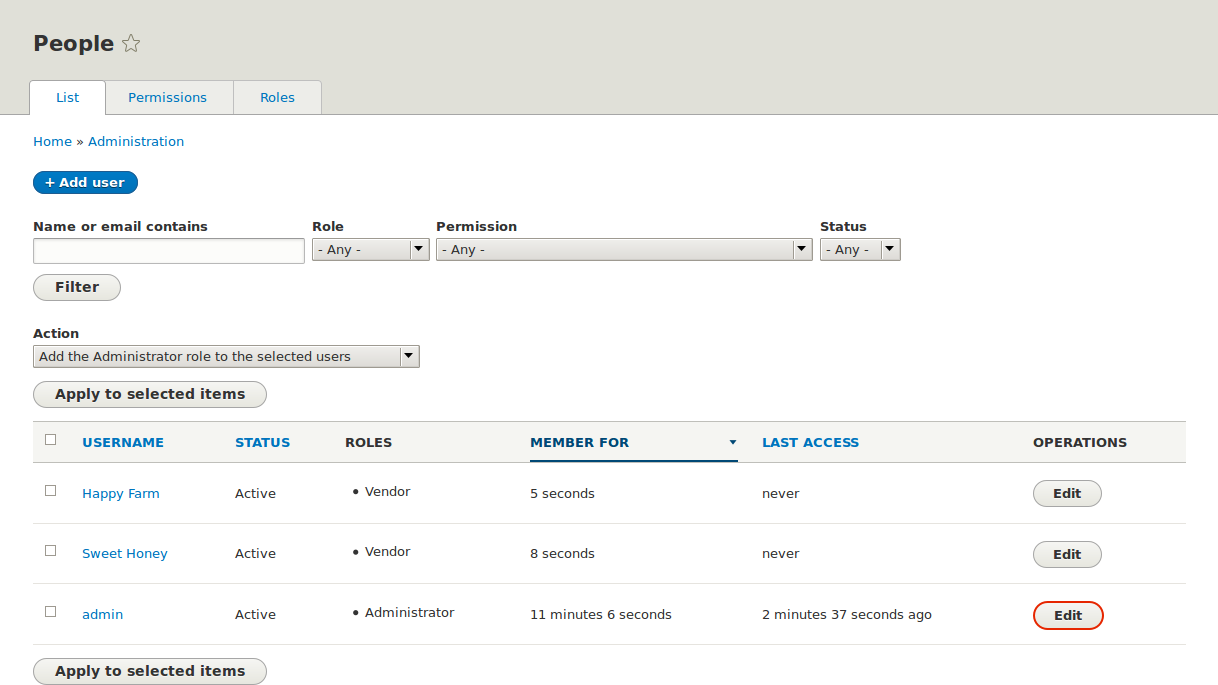 People
List Permissions Roles
Home » Administration
+ Add user
Name or email contains Role Permission Status
- Any - - Any - - Any -
Filter
Action
Add the Administrator role to the selected users
Apply to selected items
USERNAME STATUS ROLES MEMBER FOR LAST ACCESS OPERATIONS
Happy Farm Active • Vendor 5 seconds never Edit
Sweet Honey Active • Vendor 8 seconds never Edit
admin Active • Administrator 11 minutes 6 seconds 2 minutes 37 seconds ago Edit
Apply to selected items